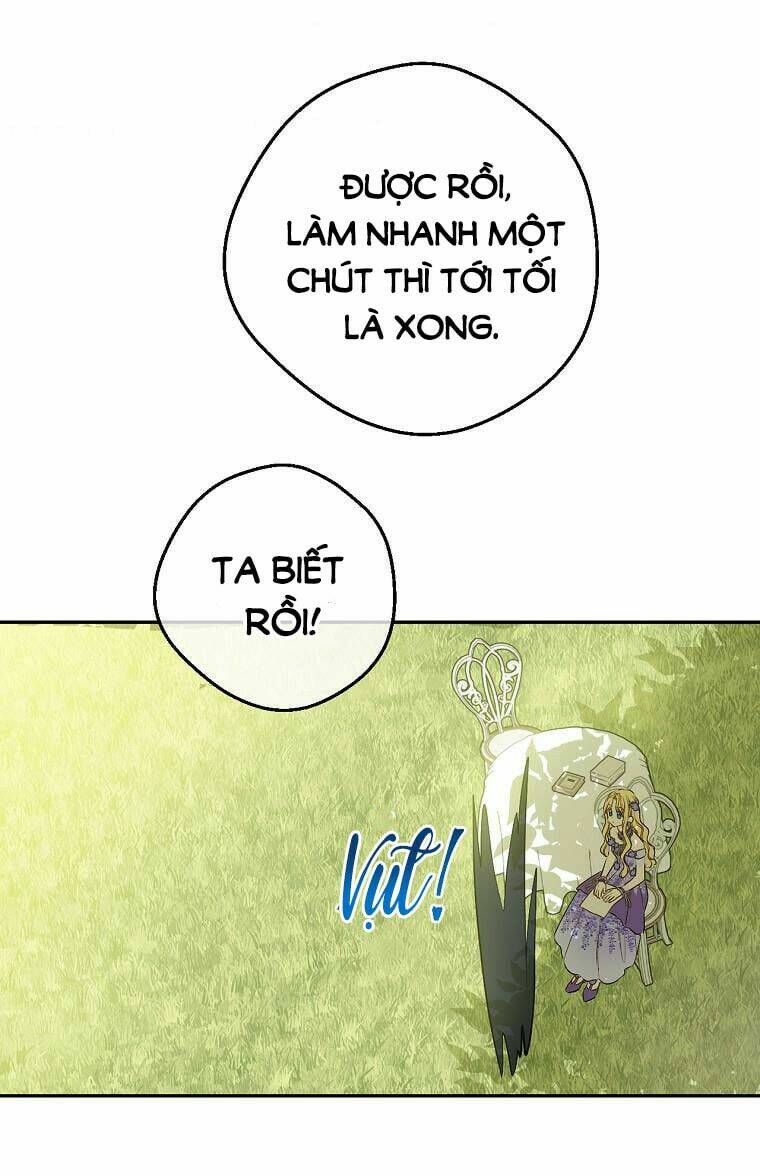 ĐƯỢC RỒI,
LÀM NHANH MỘT
CHÚT THÌ TỚI TỐI
LÀ XONG.
TA BIẾT
RỒI!
Vụt!